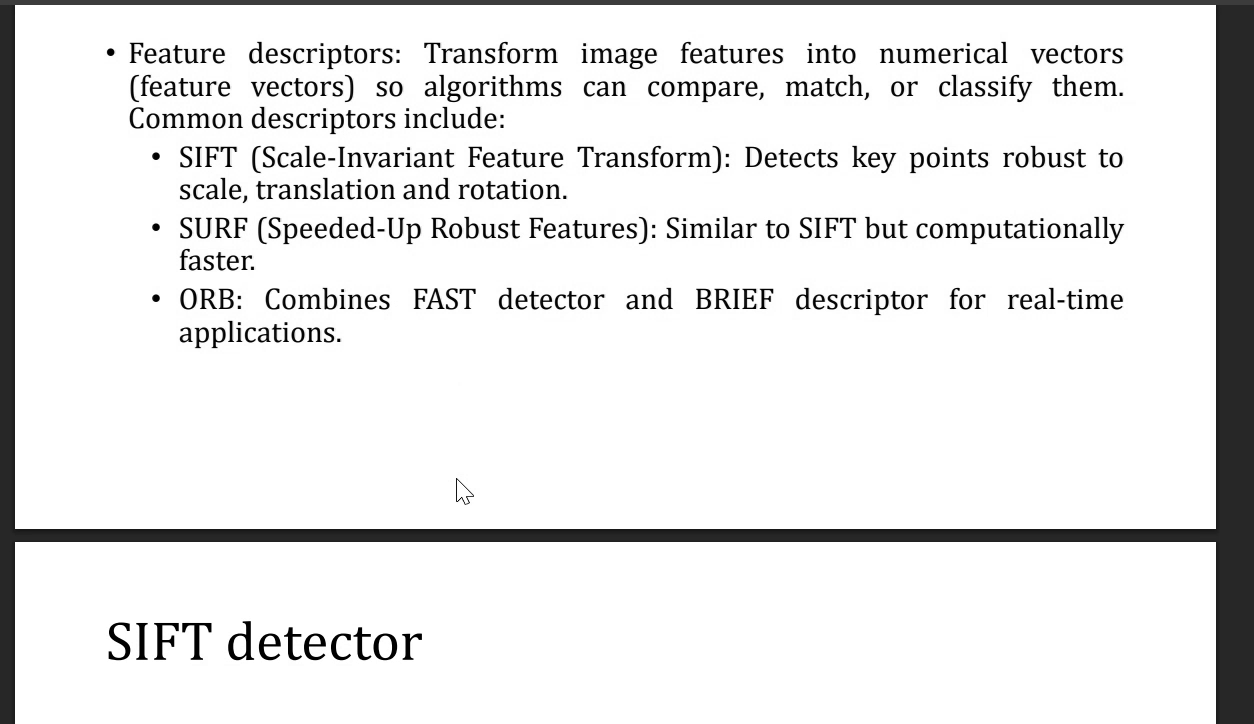 • Feature descriptors: Transform image features into numerical vectors
(feature vectors) so algorithms can compare, match, or classify them.
Common descriptors include:
• SIFT (Scale-Invariant Feature Transform): Detects key points robust to
scale, translation and rotation.
• SURF (Speeded-Up Robust Features): Similar to SIFT but computationally
faster.
• ORB: Combines FAST detector and BRIEF descriptor for real-time
applications.
SIFT detector